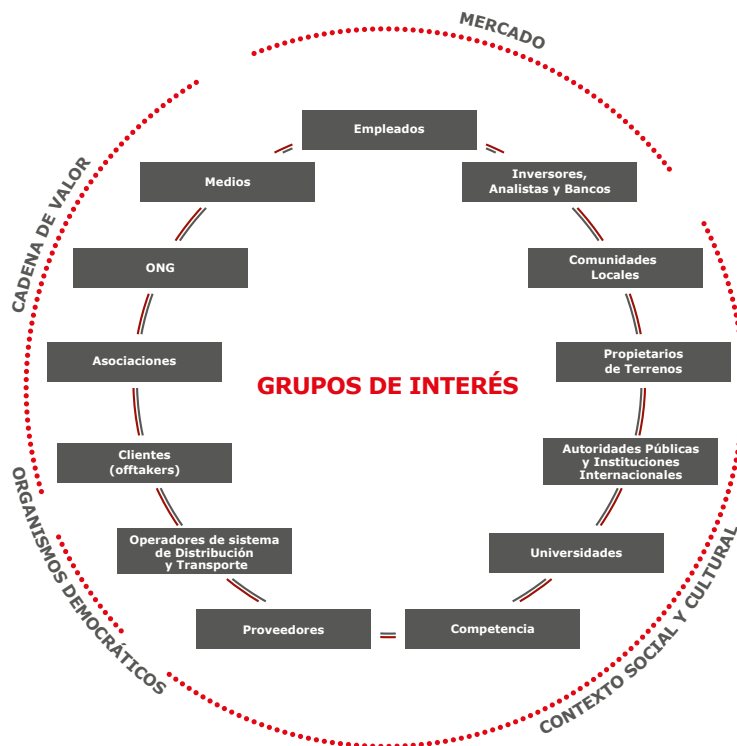 MERCADO
Empleados
Medios
Inversores,
Analistas y Bancos
CADENA DE VALOR
ONG
Comunidades
Locales
Asociaciones
GRUPOS DE INTERÉS
Propietarios
de Terrenos
Clientes
(offtakers)
Autoridades Públicas
y Instituciones
Internacionales
ORGANISMOS DEMOCRÁTICOS
Operadores de sistema
de Distribución
y Transporte
Universidades
CONTEXTO SOCIAL Y CULTURAL
Proveedores
Competencia